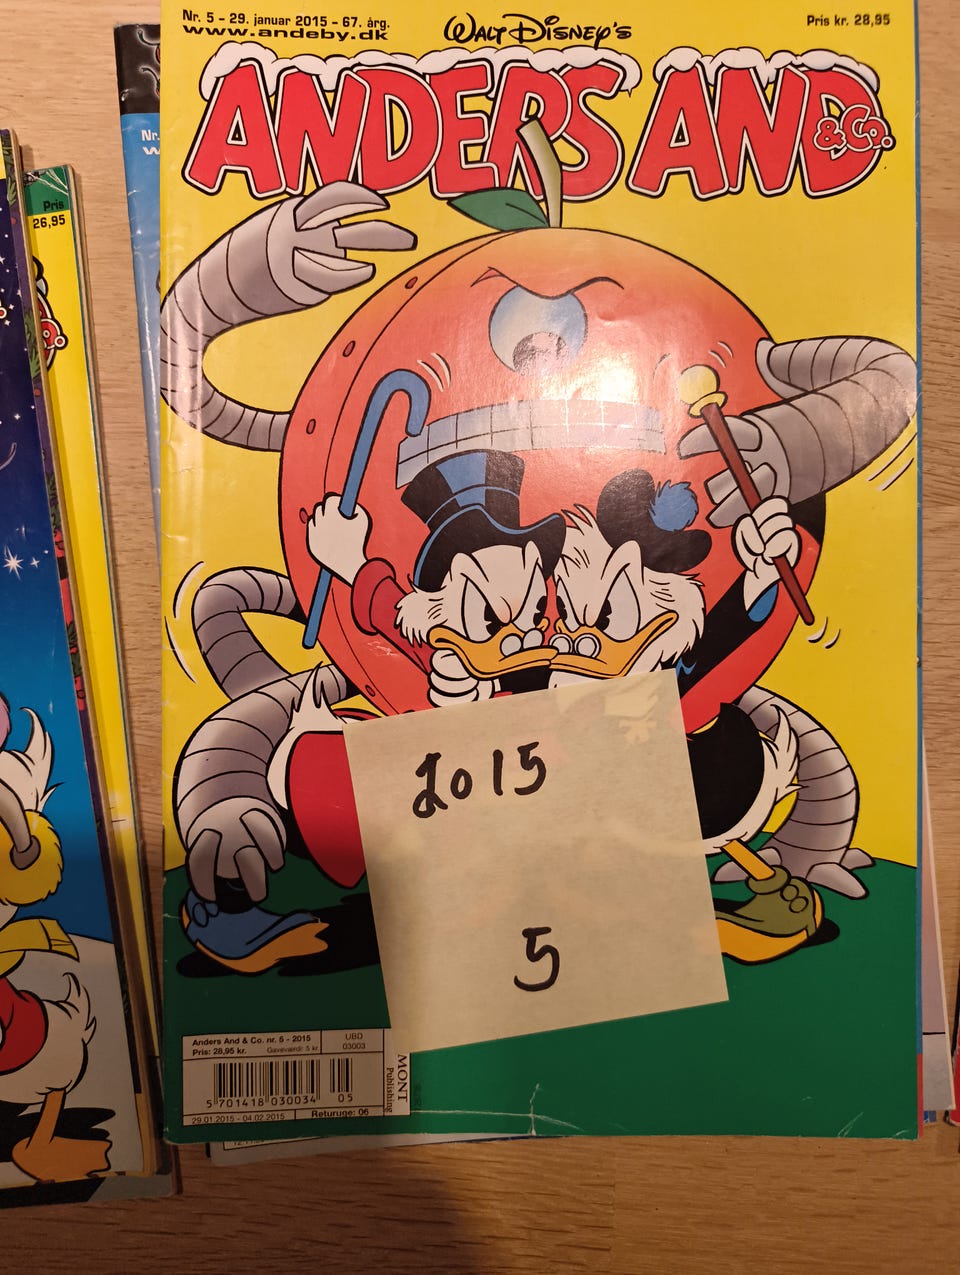 Nr. 5 - 29. januar 2015 - 67. årg.
www.andeby.dk
WALT DISNEY'S
Pris kr. 28,95
ANDERS AND
& Co.
Nr.
w
Pris
26,95
2015
5
Anders And & Co. nr. 5 - 2015
Pris: 28,95 kr. Gaveværdi: 5 kr.
UBD
03003
5 701418 030034 05
29.01.2015 - 04.02.2015 Returuge: 06
MONT
Publishing